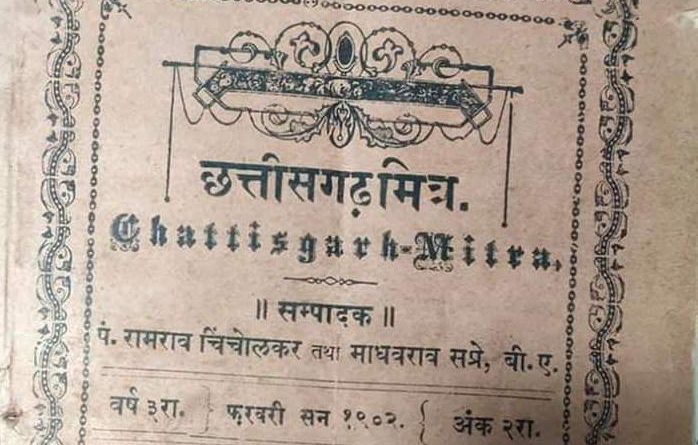 छत्तीसगढ़मित्र.
Chattisgarh-Mitra,
॥ सम्पादक ॥
पं. रामराव चिंचोलकर तथा माधवराव सप्रे, बी. ए.
वर्ष ३रा. } फरवरी सन १९०२. { अंक २रा.